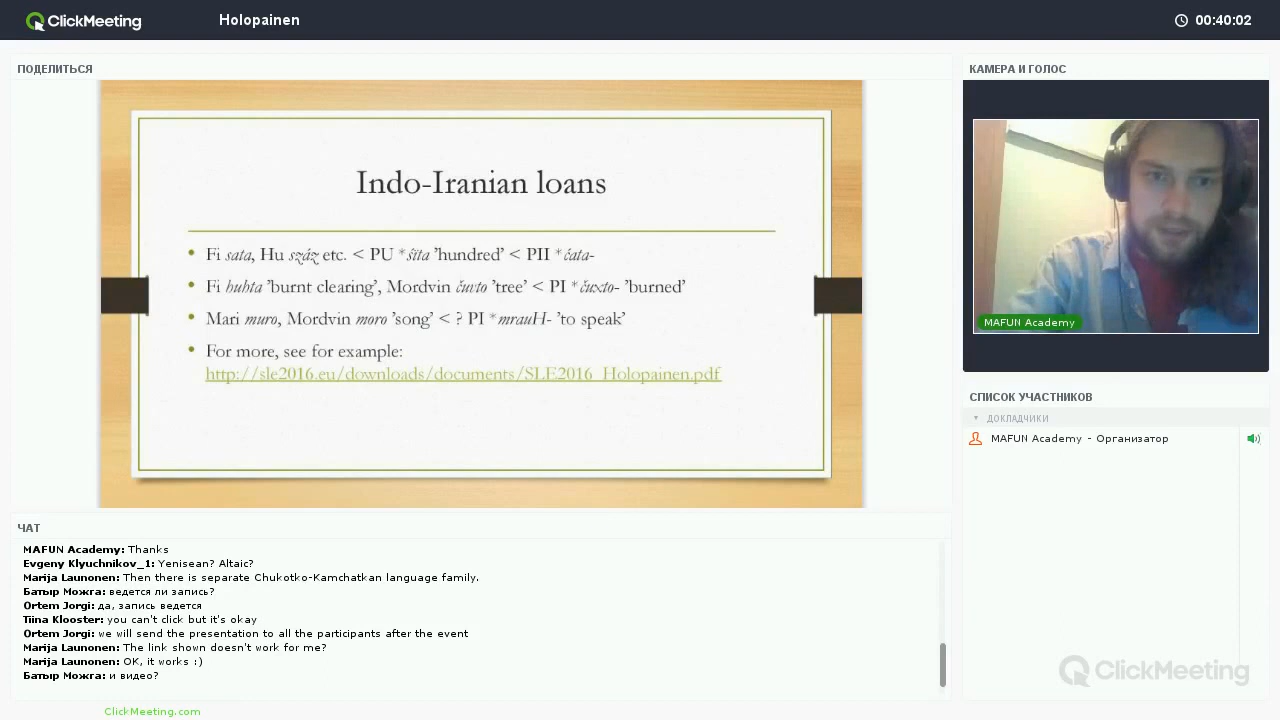 ClickMeeting
Holopainen
00:40:02
ПОДЕЛИТЬСЯ
Indo-Iranian loans
• Fi sata, Hu száz etc. < PU *śïta ’hundred’ < PII *ćata-
• Fi huhta ’burnt clearing’, Mordvin čuvto ’tree’ < PI *čuxto- ’burned’
• Mari muro, Mordvin moro ’song’ < ? PI *mrauH- ’to speak’
• For more, see for example:
http://sle2016.eu/downloads/documents/SLE2016_Holopainen.pdf
КАМЕРА И ГОЛОС
MAFUN Academy
СПИСОК УЧАСТНИКОВ
ДОКЛАДЧИКИ
MAFUN Academy - Организатор
ЧАТ
MAFUN Academy: Thanks
Evgeny Klyuchnikov_1: Yenisean? Altaic?
Marija Launonen: Then there is separate Chukotko-Kamchatkan language family.
Батыр Можга: ведется ли запись?
Ortem Jorgi: да, запись ведется
Tiina Klooster: you can't click but it's okay
Ortem Jorgi: we will send the presentation to all the participants after the event
Marija Launonen: The link shown doesn't work for me?
Marija Launonen: OK, it works :)
Батыр Можга: и видео?
ClickMeeting
ClickMeeting.com